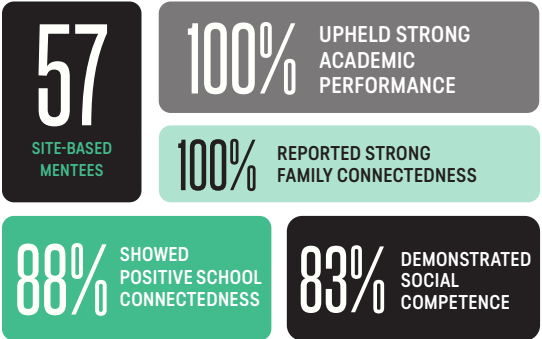 57
SITE-BASED
MENTEES
100%
UPHELD STRONG
ACADEMIC
PERFORMANCE
100%
REPORTED STRONG
FAMILY CONNECTEDNESS
88%
SHOWED
POSITIVE SCHOOL
CONNECTEDNESS
83%
DEMONSTRATED
SOCIAL
COMPETENCE